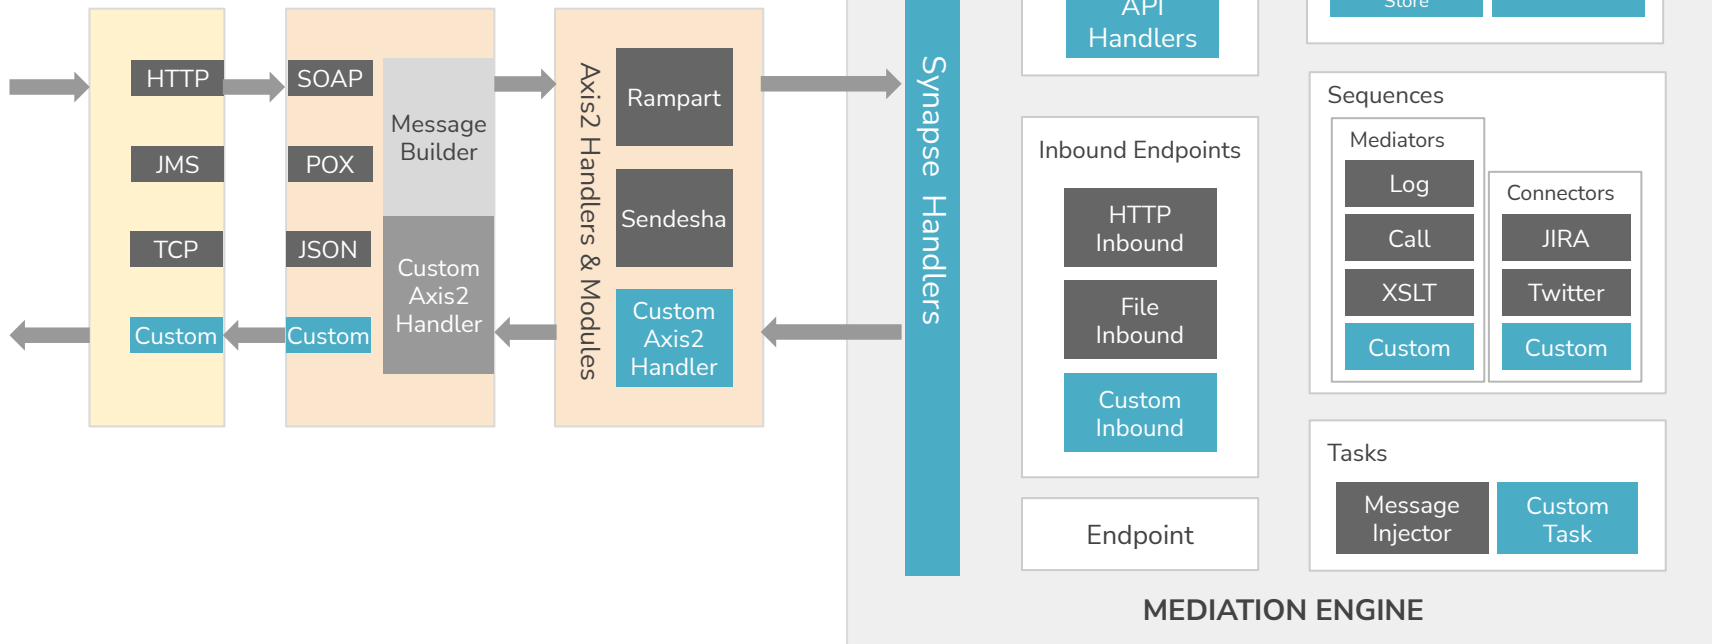 HTTP
JMS
TCP
Custom
SOAP
POX
JSON
Custom
Message
Builder
Custom
Axis2
Handler
Axis2 Handlers & Modules
Rampart
Sendesha
Custom
Axis2
Handler
Synapse Handlers
API
Handlers
Inbound Endpoints
HTTP
Inbound
File
Inbound
Custom
Inbound
Endpoint
Store
Sequences
Mediators
Log
Call
XSLT
Custom
Connectors
JIRA
Twitter
Custom
Tasks
Message
Injector
Custom
Task
MEDIATION ENGINE